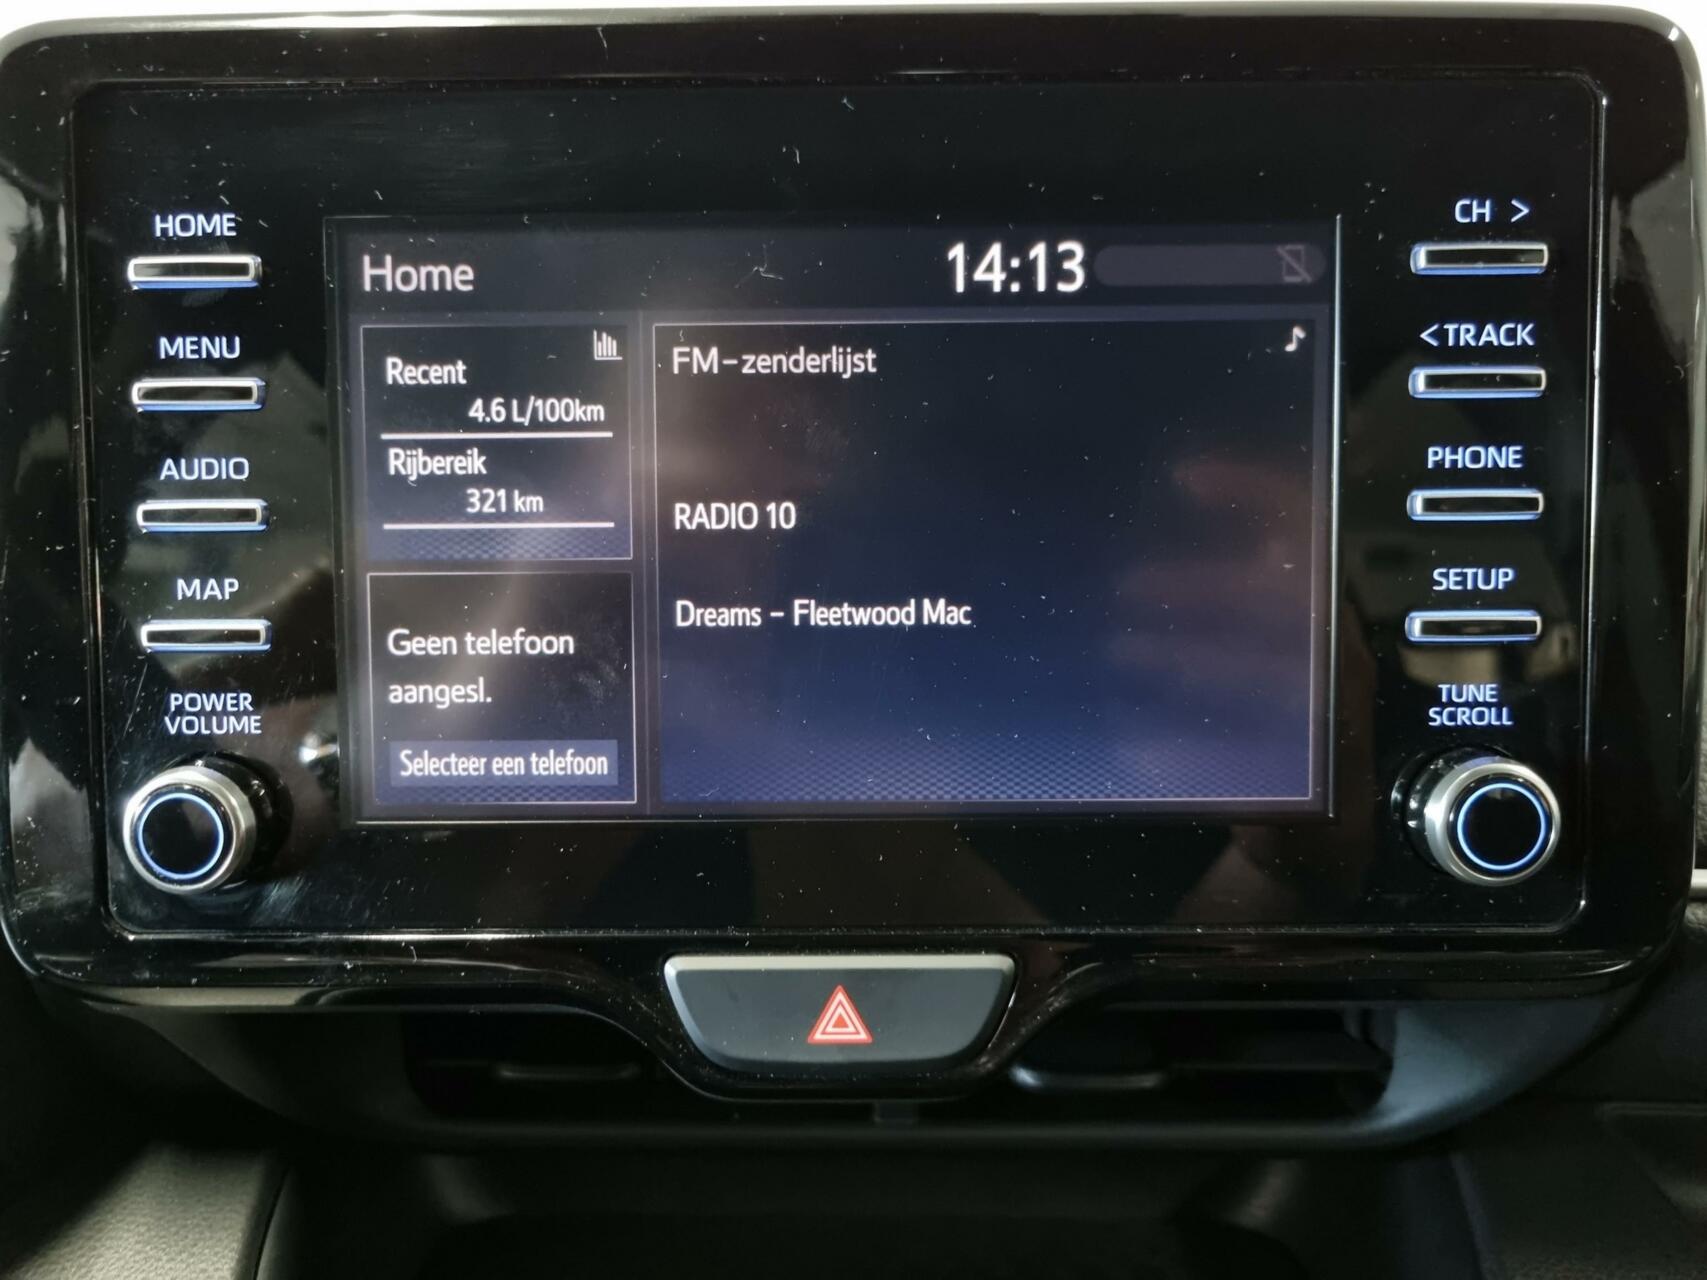 HOME
MENU
AUDIO
MAP
POWER
VOLUME
Home
14:13
Recent
4.6 L/100km
Rijbereik
321 km
Geen telefoon
aangesl.
Selecteer een telefoon
FM-zenderlijst
RADIO 10
Dreams - Fleetwood Mac
CH >
< TRACK
PHONE
SETUP
TUNE
SCROLL